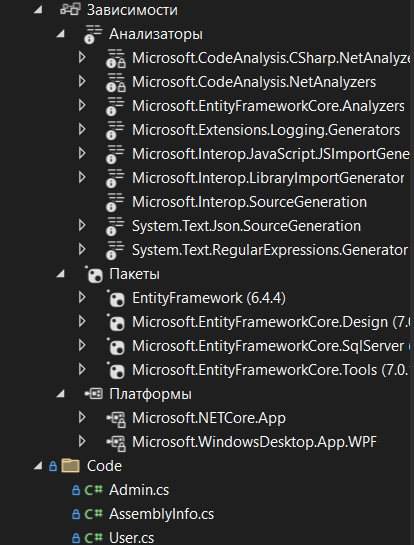 Зависимости
Анализаторы
Microsoft.CodeAnalysis.CSharp.NetAnalyze
Microsoft.CodeAnalysis.NetAnalyzers
Microsoft.EntityFrameworkCore.Analyzers
Microsoft.Extensions.Logging.Generators
Microsoft.Interop.JavaScript.JSImportGene
Microsoft.Interop.LibraryImportGenerator
Microsoft.Interop.SourceGeneration
System.Text.Json.SourceGeneration
System.Text.RegularExpressions.Generator
Пакеты
EntityFramework (6.4.4)
Microsoft.EntityFrameworkCore.Design (7.0
Microsoft.EntityFrameworkCore.SqlServer (
Microsoft.EntityFrameworkCore.Tools (7.0.
Платформы
Microsoft.NETCore.App
Microsoft.WindowsDesktop.App.WPF
Code
C# Admin.cs
C# AssemblyInfo.cs
C# User.cs